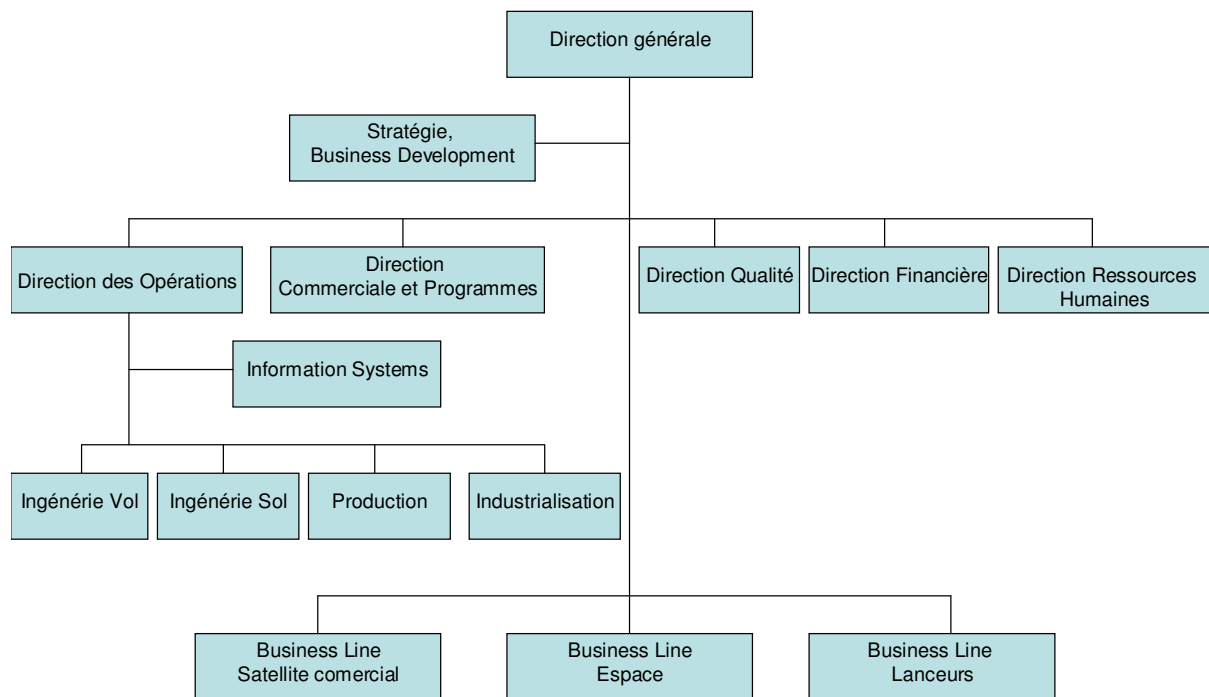 Direction générale
Stratégie,
Business Development
Direction des Opérations
Direction
Commerciale et Programmes
Direction Qualité
Direction Financière
Direction Ressources
Humaines
Information Systems
Ingénérie Vol
Ingénérie Sol
Production
Industrialisation
Business Line
Satellite comercial
Business Line
Espace
Business Line
Lanceurs